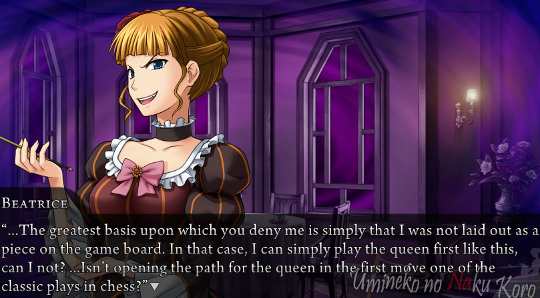 BEATRICE
“...The greatest basis upon which you deny me is simply that I was not laid out as a
piece on the game board. In that case, I can simply play the queen first like this,
can I not? ...Isn’t opening the path for the queen in the first move one of the
classic plays in chess?”
Umineko no Naku Koro